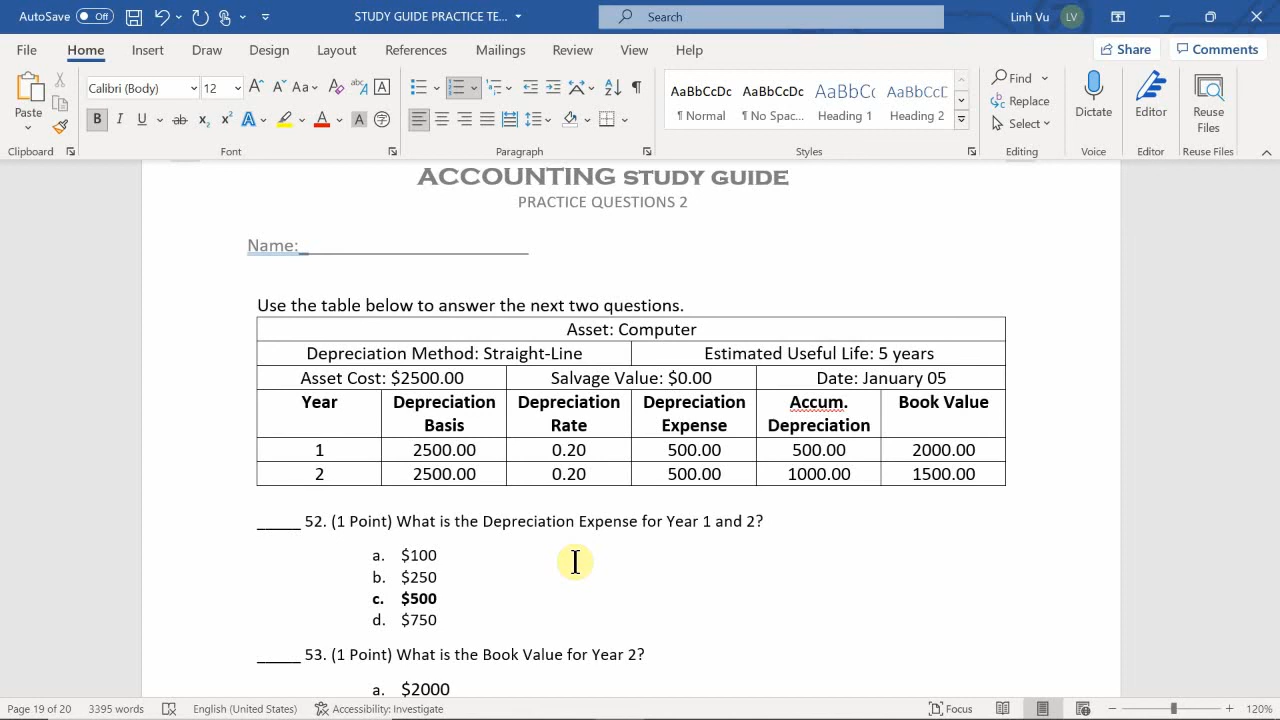 AutoSave Off STUDY GUIDE PRACTICE TE... Search Linh Vu LV
File Home Insert Draw Design Layout References Mailings Review View Help Share Comments
Paste Calibri (Body) 12 Aa AaBbCcDc AaBbCcDc AaBbCc AaBbCcD Find Dictate Editor Reuse Files
¶ Normal ¶ No Spac... Heading 1 Heading 2 Replace
Select
Clipboard Font Paragraph Styles Editing Voice Editor Reuse Files
ACCOUNTING STUDY GUIDE
PRACTICE QUESTIONS 2
Name:_
Use the table below to answer the next two questions.
Asset: Computer
Depreciation Method: Straight-Line Estimated Useful Life: 5 years
Asset Cost: $2500.00 Salvage Value: $0.00 Date: January 05
Year Depreciation Basis Depreciation Rate Depreciation Expense Accum. Depreciation Book Value
1 2500.00 0.20 500.00 500.00 2000.00
2 2500.00 0.20 500.00 1000.00 1500.00
_____ 52. (1 Point) What is the Depreciation Expense for Year 1 and 2?
a. $100
b. $250
c. $500
d. $750
_____ 53. (1 Point) What is the Book Value for Year 2?
a. $2000
Page 19 of 20 3395 words English (United States) Accessibility: Investigate Focus 120%